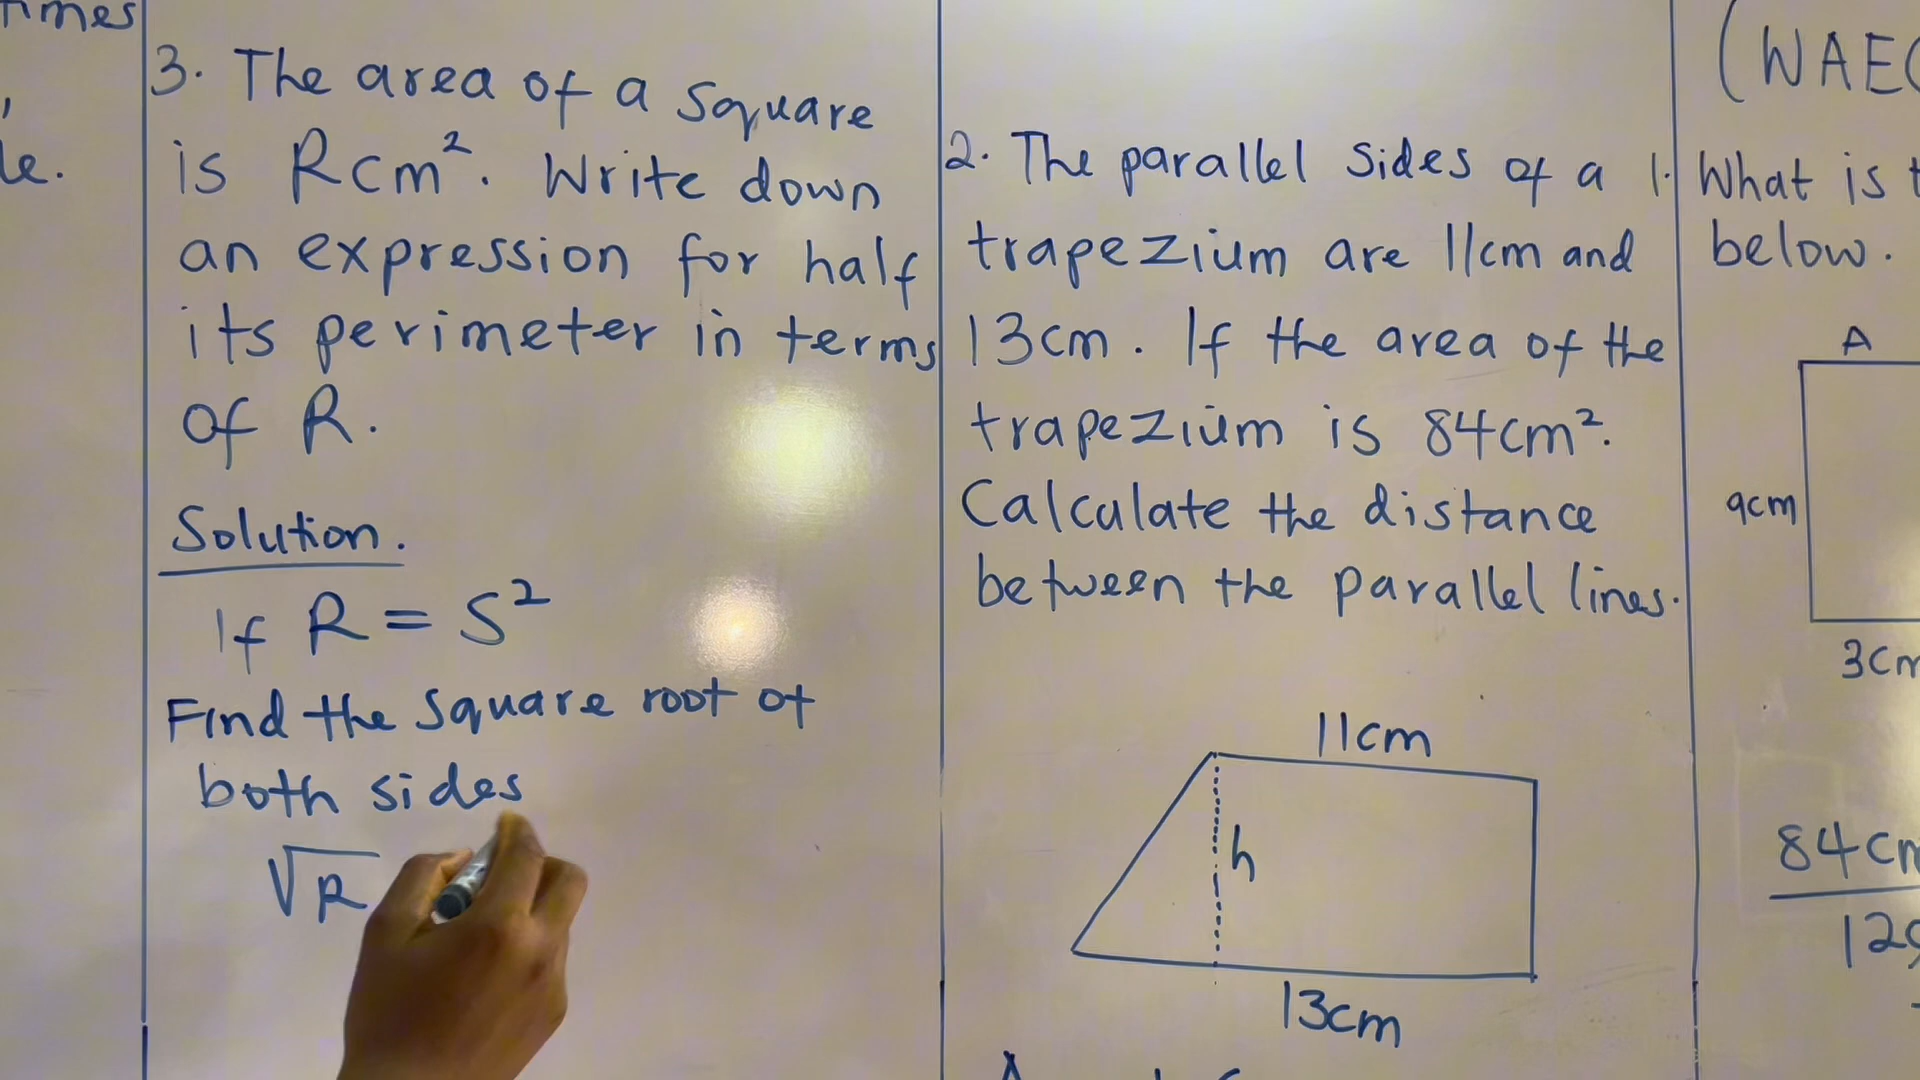 times
,
le.
3. The area of a square
is Rcm². Write down
an expression for half
its perimeter in terms
of R.
Solution.
If R = S²
Find the square root of
both sides
√R
2. The parallel sides of a
trapezium are 11cm and
13cm. If the area of the
trapezium is 84cm².
Calculate the distance
between the parallel lines.
11cm
h
13cm
(WAEC
1. What is t
below.
A
9cm
3cm
84cm
12